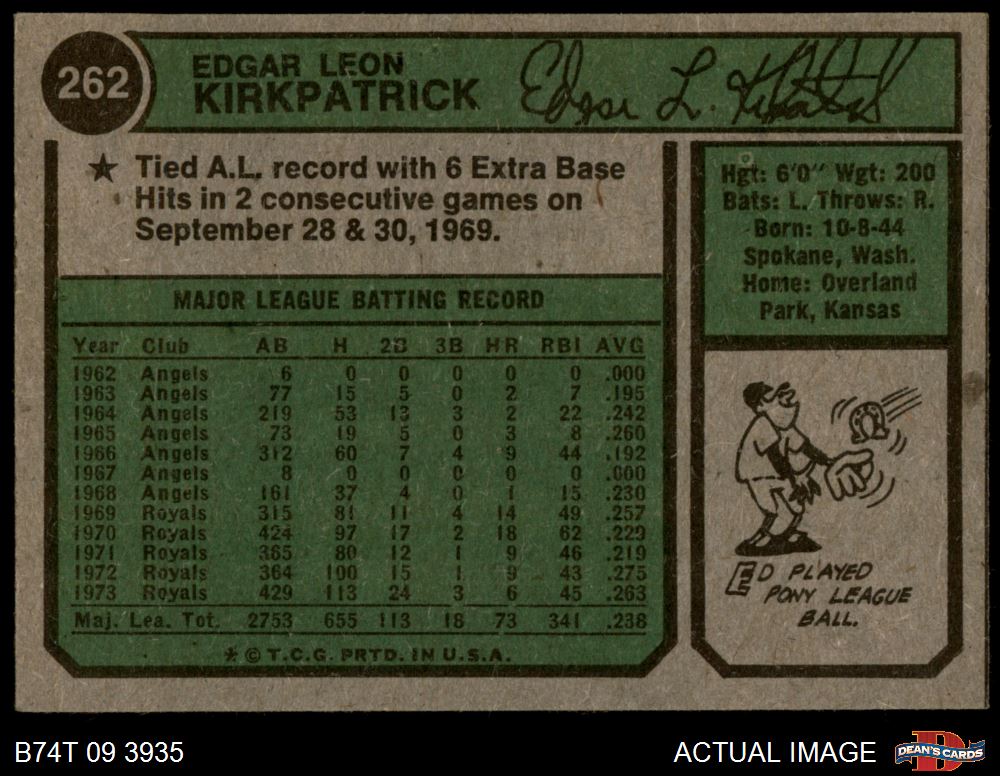 262
EDGAR LEON
KIRKPATRICK
Edgar L. Kirkpatrick
★ Tied A.L. record with 6 Extra Base
Hits in 2 consecutive games on
September 28 & 30, 1969.
MAJOR LEAGUE BATTING RECORD
Year Club AB H 2B 3B HR RBI AVG
1962 Angels 6 0 0 0 0 0 .000
1963 Angels 77 15 5 0 2 7 .195
1964 Angels 219 53 13 3 2 22 .242
1965 Angels 73 19 5 0 3 8 .260
1966 Angels 312 60 7 4 9 44 .192
1967 Angels 8 0 0 0 0 0 .000
1968 Angels 161 37 4 0 1 15 .230
1969 Royals 315 81 11 4 14 49 .257
1970 Royals 424 97 17 2 18 62 .229
1971 Royals 365 80 12 1 9 46 .219
1972 Royals 364 100 15 1 9 43 .275
1973 Royals 429 113 24 3 6 45 .263
Maj. Lea. Tot. 2753 655 113 18 73 341 .238
* © T.C.G. PRTD. IN U.S.A.
Hgt: 6'0" Wgt: 200
Bats: L. Throws: R.
Born: 10-8-44
Spokane, Wash.
Home: Overland
Park, Kansas
ED PLAYED
PONY LEAGUE
BALL.
B74T 09 3935
ACTUAL IMAGE
DEAN'S CARDS